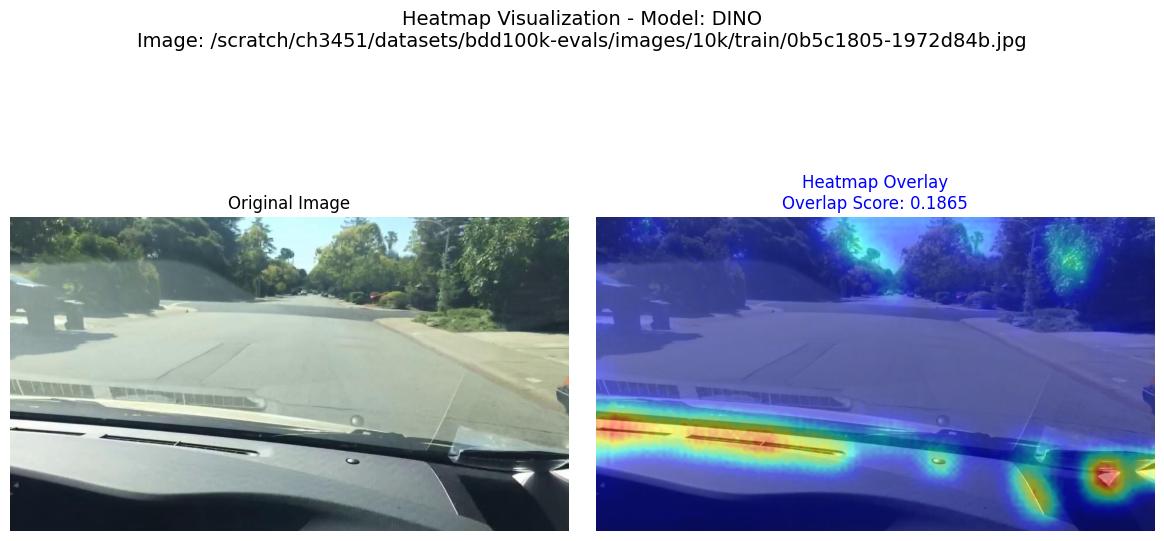 Heatmap Visualization - Model: DINO
Image: /scratch/ch3451/datasets/bdd100k-evals/images/10k/train/0b5c1805-1972d84b.jpg
Original Image
Heatmap Overlay
Overlap Score: 0.1865